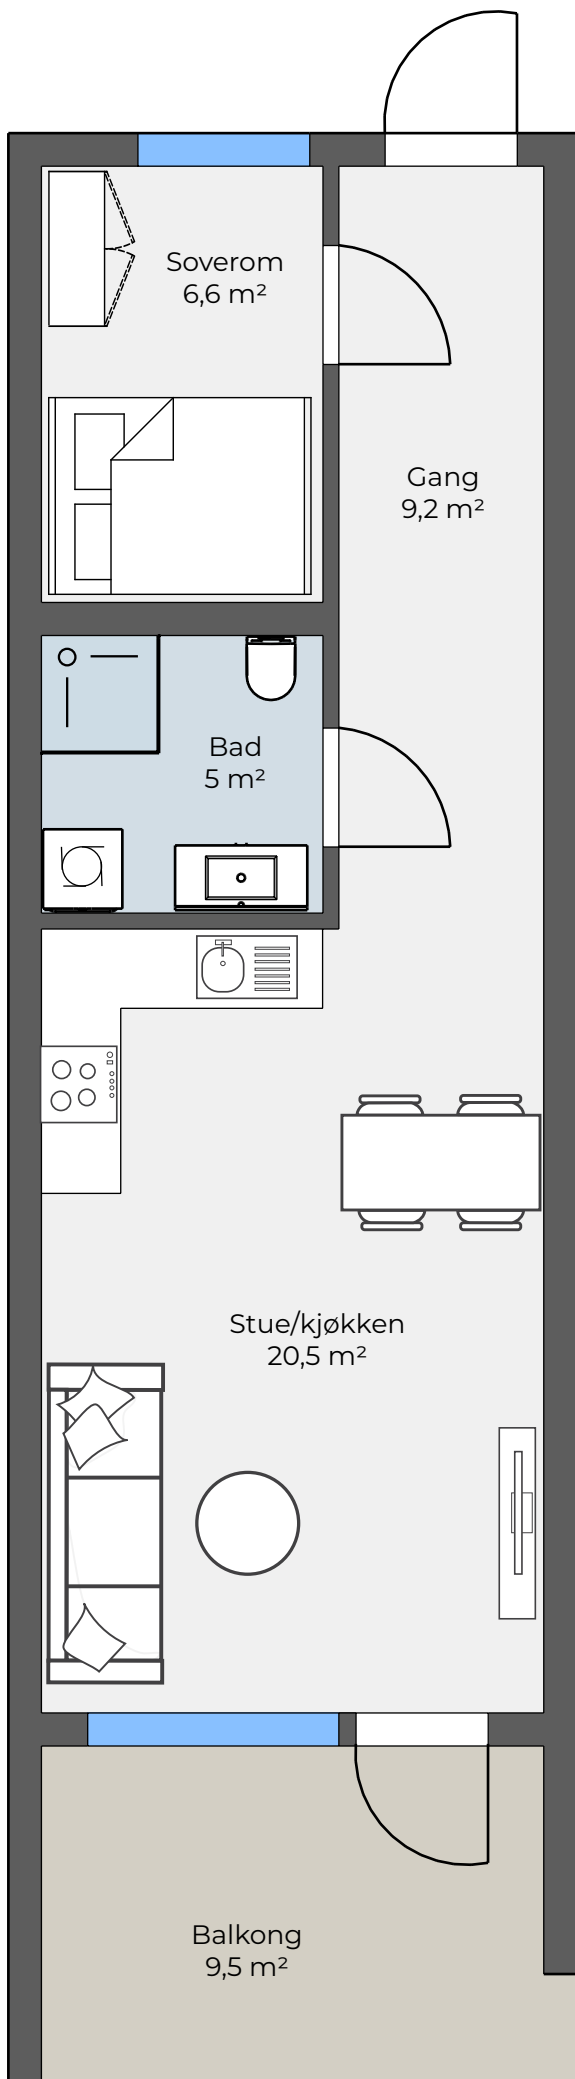 Soverom
6,6 m²
Gang
9,2 m²
Bad
5 m²
Stue/kjøkken
20,5 m²
Balkong
9,5 m²